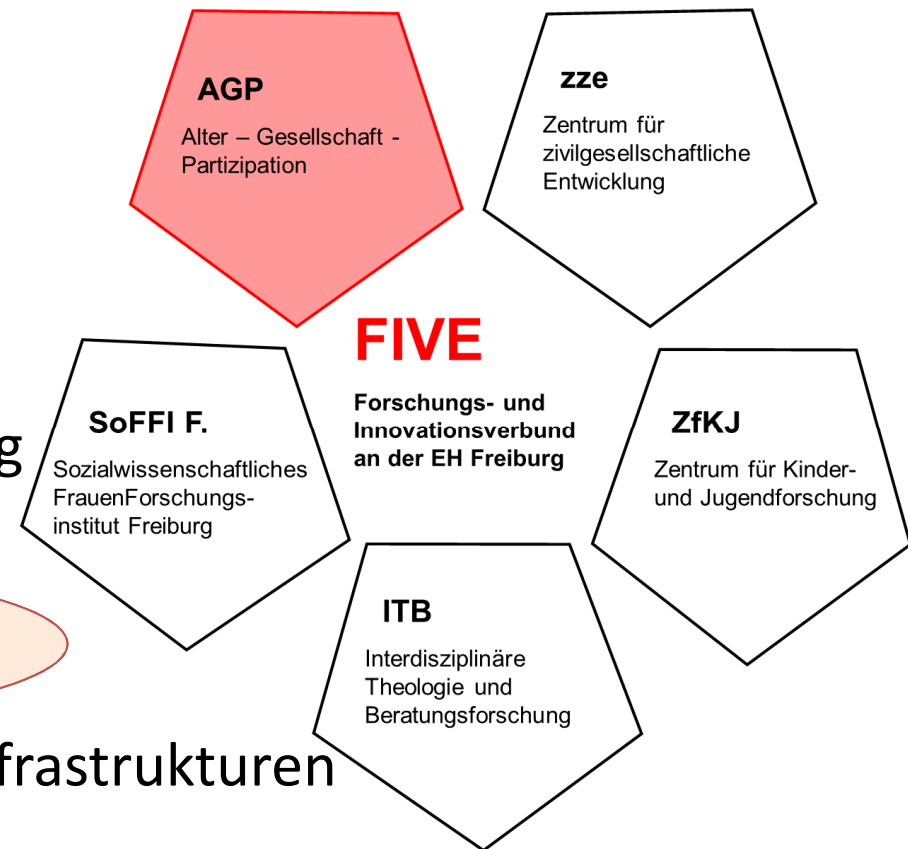 AGP
Alter – Gesellschaft -
Partizipation
zze
Zentrum für
zivilgesellschaftliche
Entwicklung
FIVE
Forschungs- und
Innovationsverbund
an der EH Freiburg
SoFFI F.
Sozialwissenschaftliches
FrauenForschungs-
institut Freiburg
g
ZfKJ
Zentrum für Kinder-
und Jugendforschung
ITB
Interdisziplinäre
Theologie und
Beratungsforschung
frastrukturen